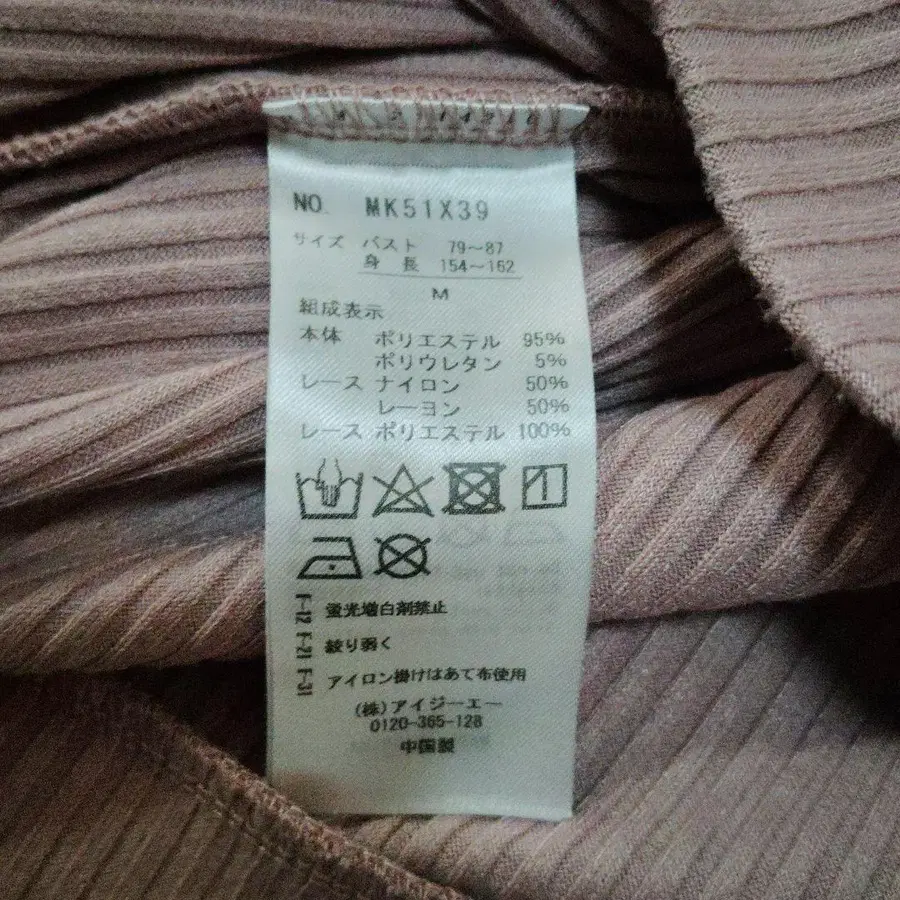 NO. MK51X39
サイズ バスト 79〜87
身長 154〜162
M
組成表示
本体 ポリエステル 95%
ポリウレタン 5%
レース ナイロン 50%
レーヨン 50%
レース ポリエステル 100%
F-12 蛍光増白剤禁止
F-21 絞り弱く
F-31 アイロン掛けはあて布使用
(株)アイジーエー
0120-365-128
中国製